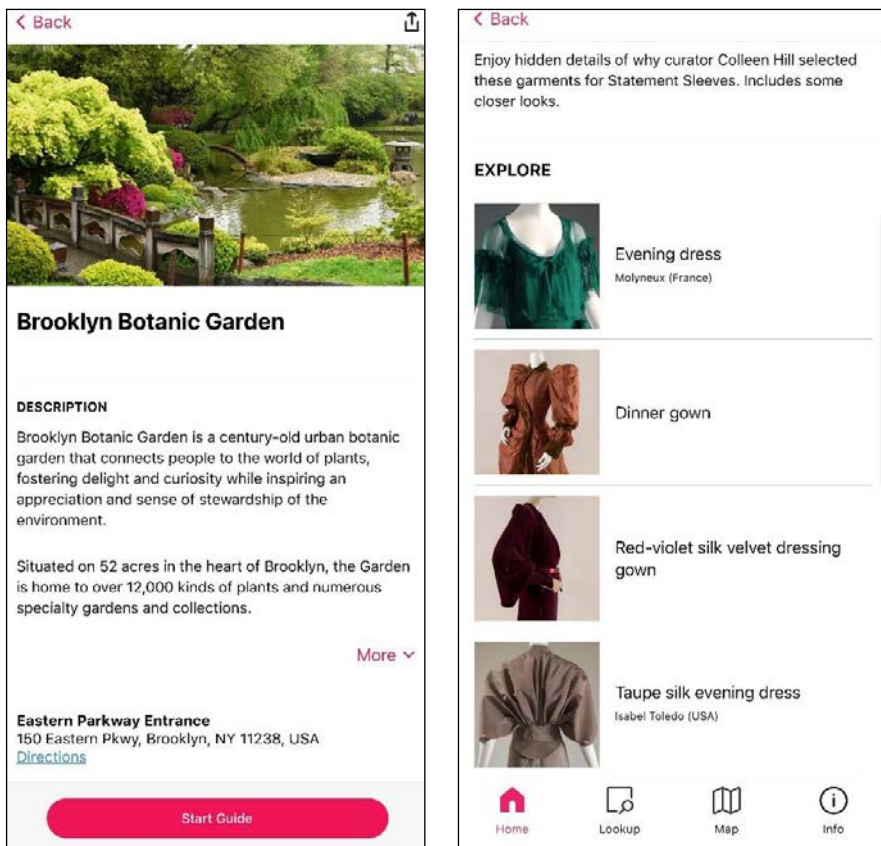 Back
Brooklyn Botanic Garden
DESCRIPTION
Brooklyn Botanic Garden is a century-old urban botanic
garden that connects people to the world of plants,
fostering delight and curiosity while inspiring an
appreciation and sense of stewardship of the
environment.
Situated on 52 acres in the heart of Brooklyn, the Garden
is home to over 12,000 kinds of plants and numerous
specialty gardens and collections.
More
Eastern Parkway Entrance
150 Eastern Pkwy, Brooklyn, NY 11238, USA
Directions
Start Guide
Back
Enjoy hidden details of why curator Colleen Hill selected
these garments for Statement Sleeves. Includes some
closer looks.
EXPLORE
Evening dress
Molyneux (France)
Dinner gown
Red-violet silk velvet dressing
gown
Taupe silk evening dress
Isabel Toledo (USA)
Home
Lookup
Map
Info